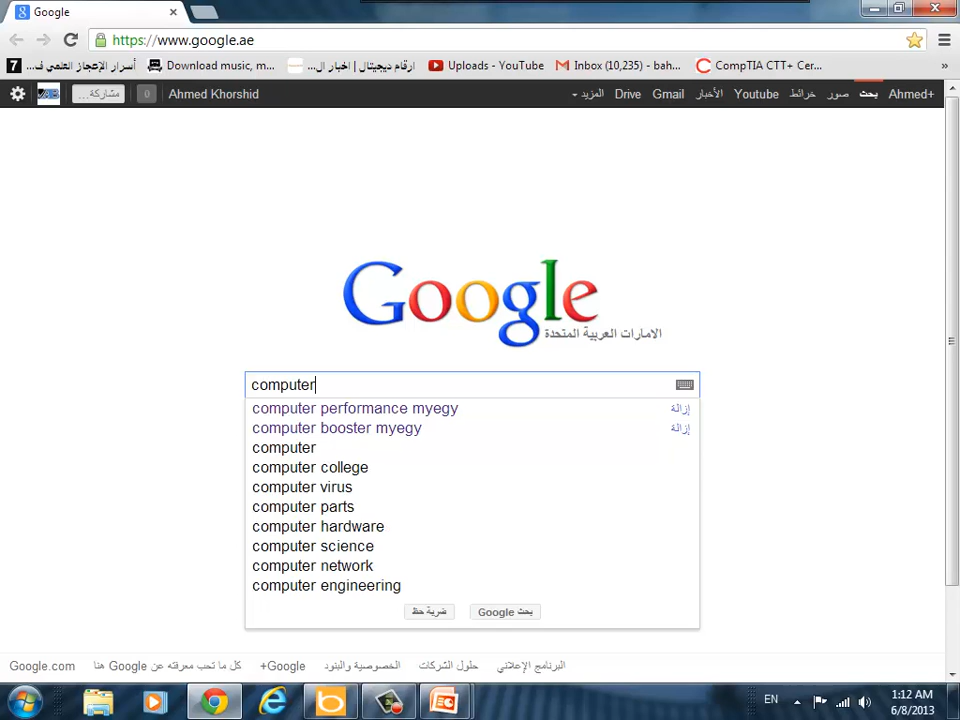 Google
https://www.google.ae
7 أسرار الإعجاز العلمي ف... Download music, m... ارقام ديجيتال | اخبار ال... Uploads - YouTube Inbox (10,235) - bah... CompTIA CTT+ Cer... »
مشاركة... 0 Ahmed Khorshid المزيد Drive Gmail الأخبار Youtube خرائط صور بحث Ahmed+
Google
الامارات العربية المتحدة
computer
computer performance myegy إزالة
computer booster myegy إزالة
computer
computer college
computer virus
computer parts
computer hardware
computer science
computer network
computer engineering
ضربة حظ بحث Google
Google.com كل ما تحب معرفته عن Google هنا Google+ الخصوصية والبنود حلول الشركات البرنامج الإعلاني
EN 1:12 AM
6/8/2013